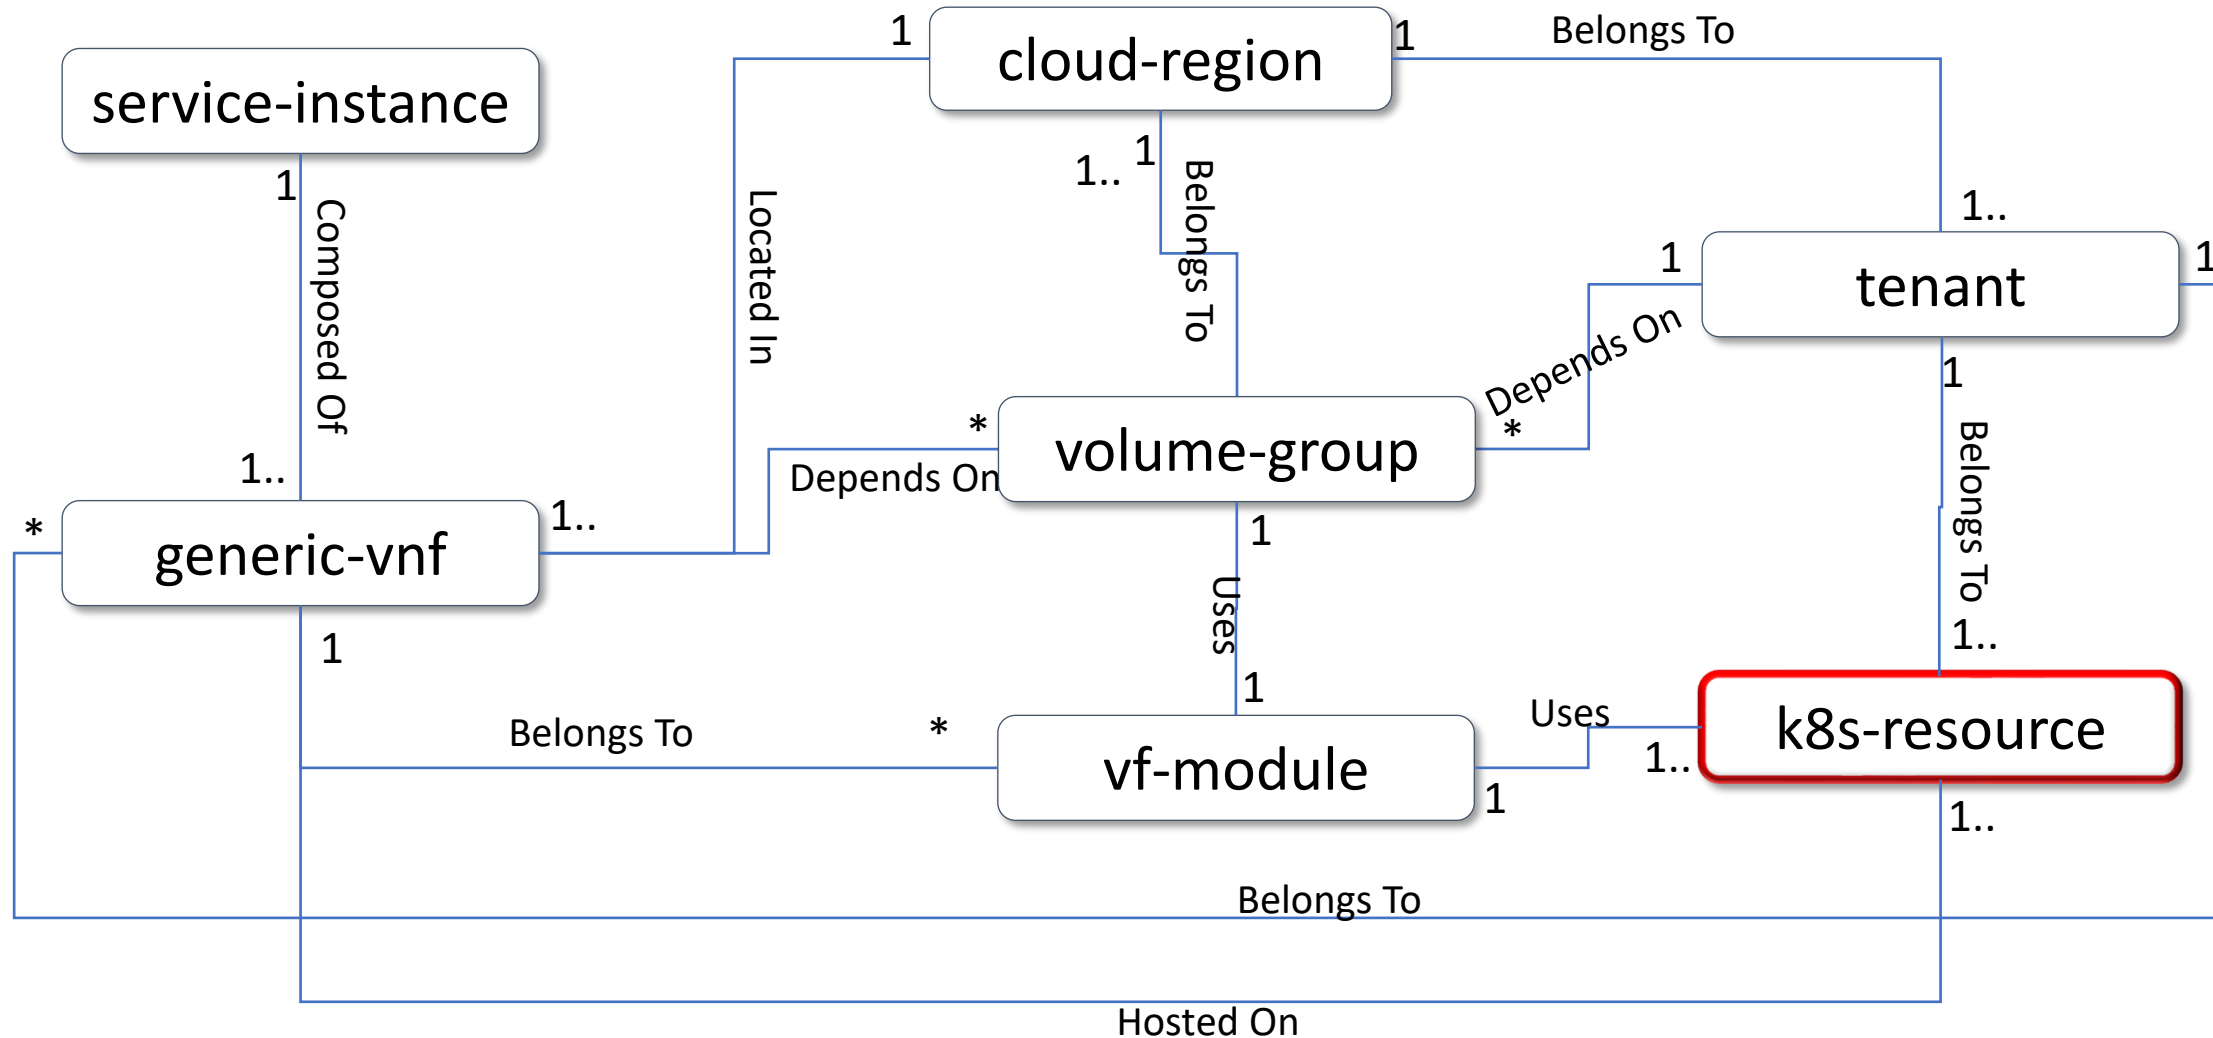 1
cloud-region
1
Belongs To
service-instance
1
1..
1
Belongs To
Located In
Composed Of
1..
1
tenant
1
Depends On
1
*
*
volume-group
Depends On
Belongs To
1..
*
generic-vnf
1..
1
Uses
1
1..
1
Belongs To
*
vf-module
1
Uses
1..
k8s-resource
1..
Belongs To
Hosted On